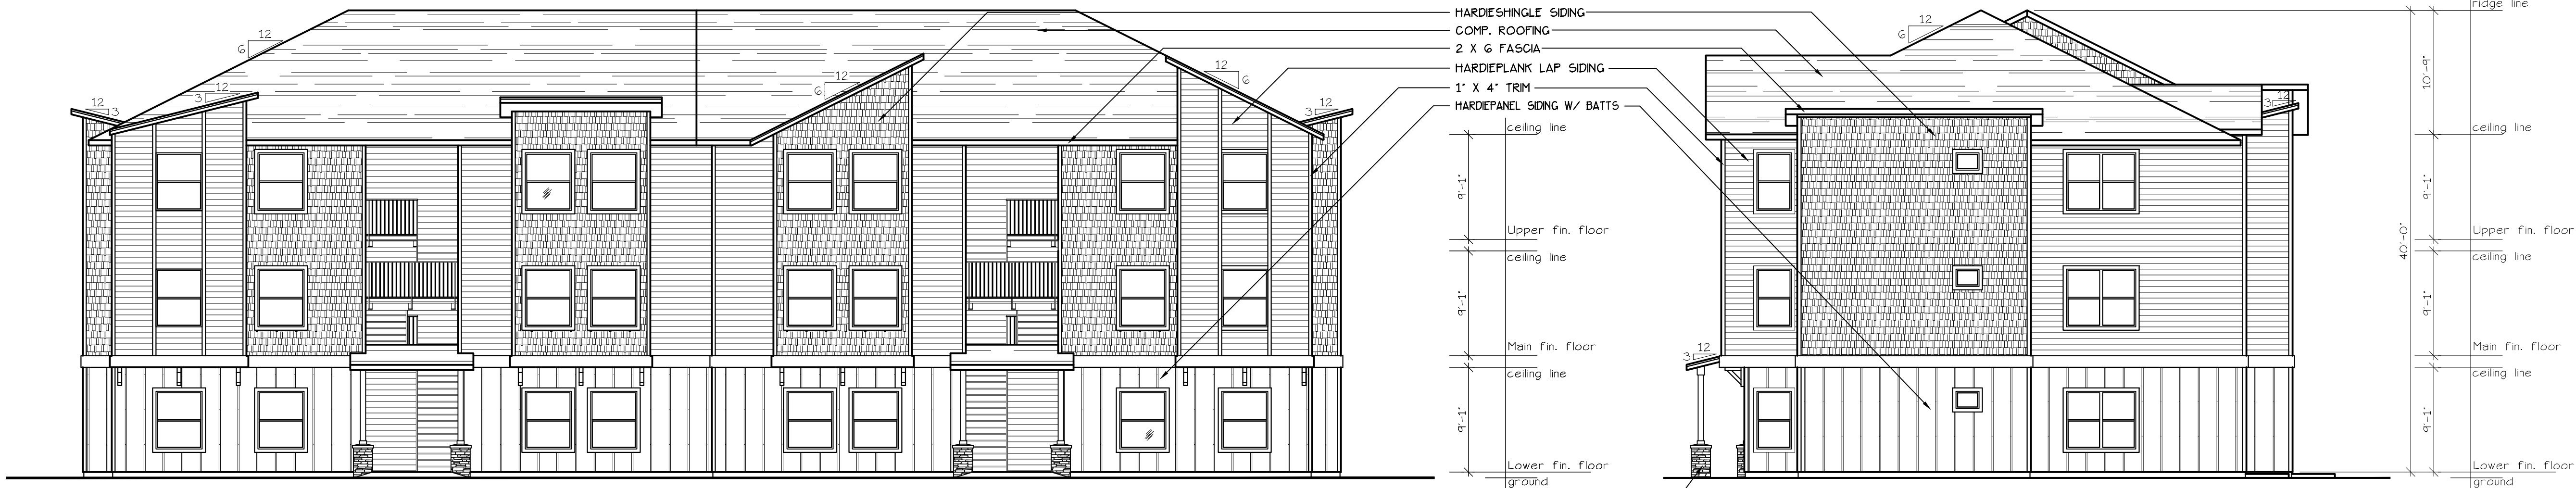 12
6
12
3
12
3
12
6
12
6
12
3
HARDIESHINGLE SIDING
COMP. ROOFING
2 X 6 FASCIA
HARDIEPLANK LAP SIDING
1" X 4" TRIM
HARDIEPANEL SIDING W/ BATTS
ceiling line
9'-1"
Upper fin. floor
ceiling line
9'-1"
Main fin. floor
ceiling line
9'-1"
Lower fin. floor
ground
12
6
12
3
12
3
ridge line
10'-9"
ceiling line
9'-1"
40'-0"
Upper fin. floor
ceiling line
9'-1"
Main fin. floor
ceiling line
9'-1"
Lower fin. floor
ground